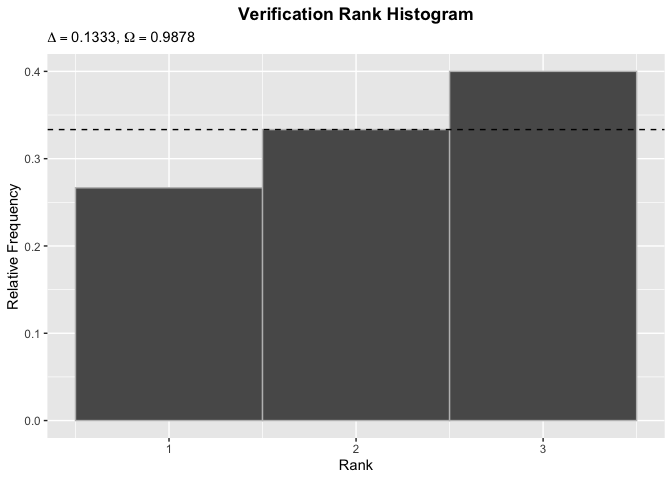 Verification Rank Histogram
Δ = 0.1333, Ω = 0.9878
Relative Frequency
0.4
0.3
0.2
0.1
0.0
1 2 3
Rank